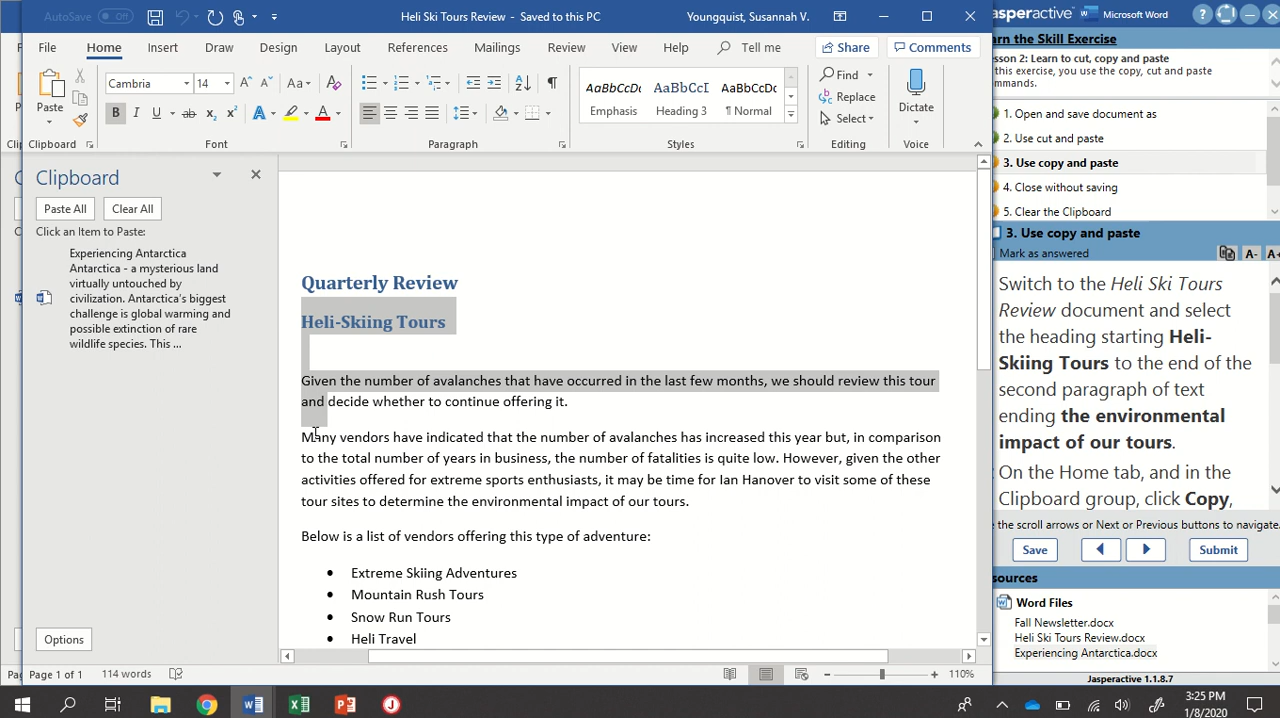 AutoSave Off
Heli Ski Tours Review - Saved to this PC
Youngquist, Susannah V.
File Home Insert Draw Design Layout References Mailings Review View Help Tell me Share Comments
Paste
Clipboard
Cambria 14
B I U ab x₂ x²
Font
Paragraph
AaBbCcDc AaBbCcI AaBbCcDc
Emphasis Heading 3 ¶ Normal
Styles
Find
Replace
Select
Editing
Dictate
Voice
Clipboard
Paste All Clear All
Click an Item to Paste:
Experiencing Antarctica
Antarctica - a mysterious land
virtually untouched by
civilization. Antarctica's biggest
challenge is global warming and
possible extinction of rare
wildlife species. This ...
Options
Quarterly Review
Heli-Skiing Tours
Given the number of avalanches that have occurred in the last few months, we should review this tour
and decide whether to continue offering it.
Many vendors have indicated that the number of avalanches has increased this year but, in comparison
to the total number of years in business, the number of fatalities is quite low. However, given the other
activities offered for extreme sports enthusiasts, it may be time for Ian Hanover to visit some of these
tour sites to determine the environmental impact of our tours.
Below is a list of vendors offering this type of adventure:
• Extreme Skiing Adventures
• Mountain Rush Tours
• Snow Run Tours
• Heli Travel
Page 1 of 1 114 words
110%
asperactive™ Microsoft Word
rn the Skill Exercise
esson 2: Learn to cut, copy and paste
this exercise, you use the copy, cut and paste
mmands.
1. Open and save document as
2. Use cut and paste
3. Use copy and paste
4. Close without saving
5. Clear the Clipboard
3. Use copy and paste
Mark as answered
A- A+
Switch to the Heli Ski Tours
Review document and select
the heading starting Heli-
Skiing Tours to the end of the
second paragraph of text
ending the environmental
impact of our tours.
On the Home tab, and in the
Clipboard group, click Copy,
e the scroll arrows or Next or Previous buttons to navigate.
Save Submit
sources
Word Files
Fall Newsletter.docx
Heli Ski Tours Review.docx
Experiencing Antarctica.docx
Jasperactive 1.1.8.7
3:25 PM
1/8/2020